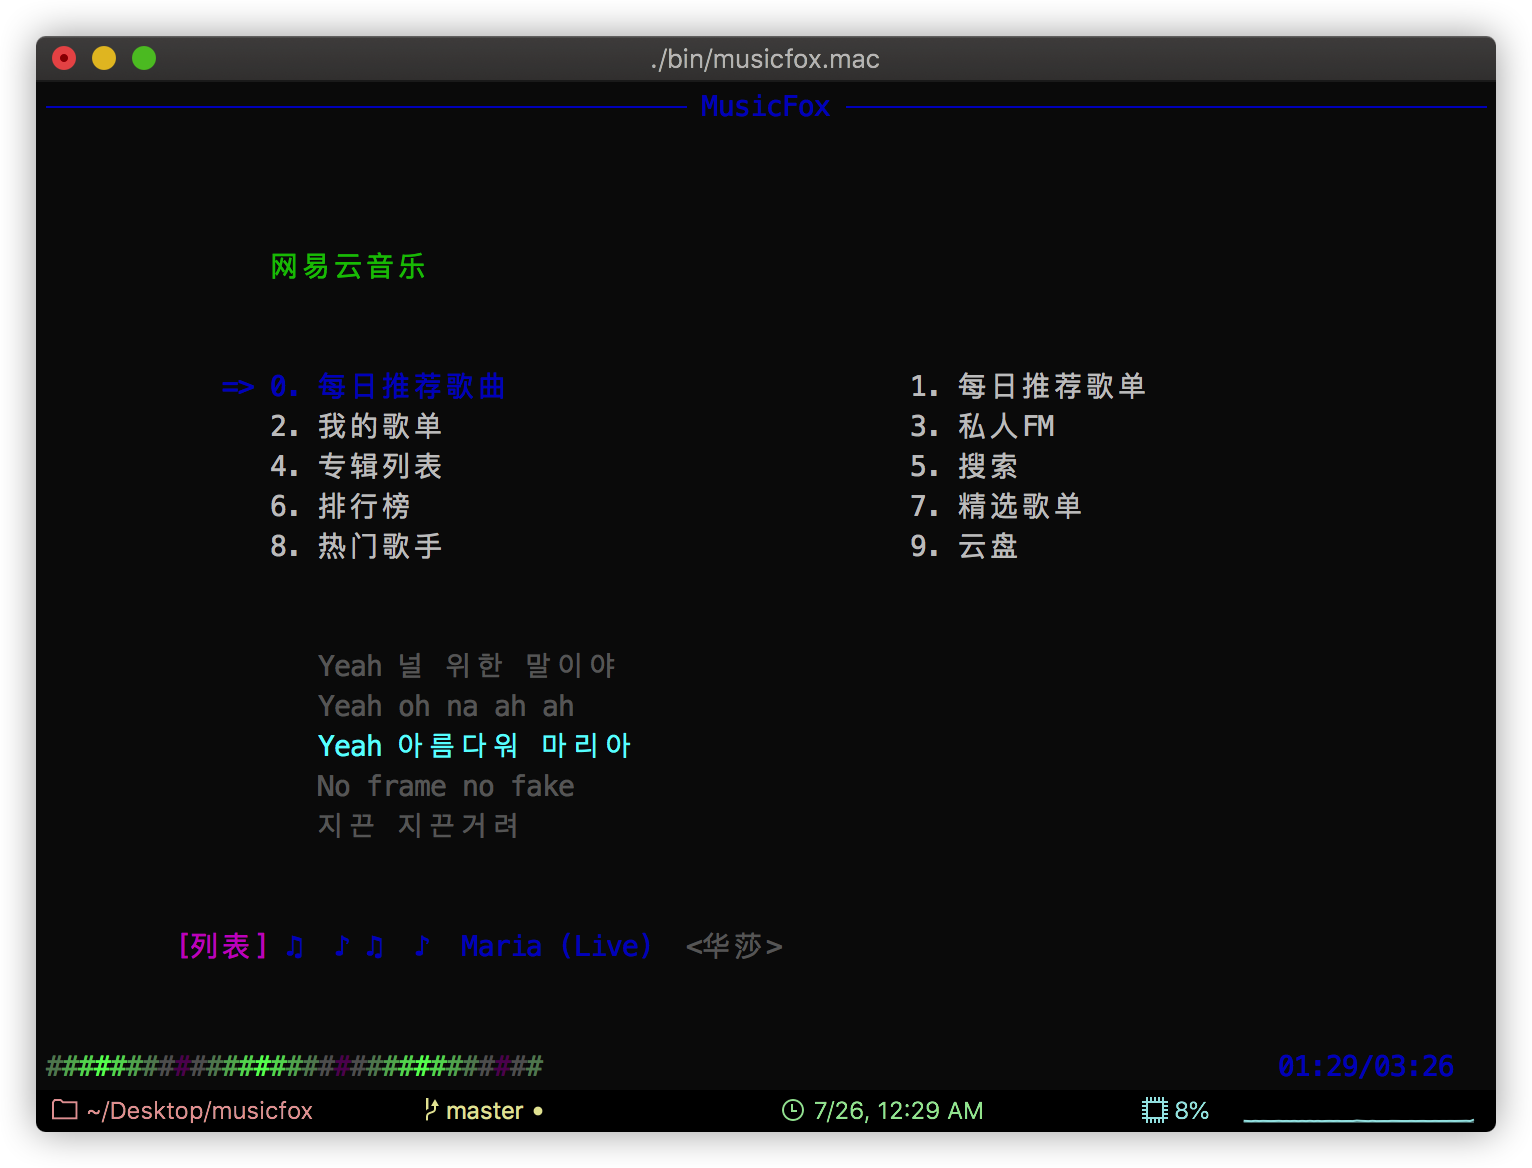 ./bin/musicfox.mac
MusicFox
网易云音乐
=> 0. 每日推荐歌曲 1. 每日推荐歌单
2. 我的歌单 3. 私人FM
4. 专辑列表 5. 搜索
6. 排行榜 7. 精选歌单
8. 热门歌手 9. 云盘
Yeah 널 위한 말이야
Yeah oh na ah ah
Yeah 아름다워 마리아
No frame no fake
지끈 지끈거려
[列表] ♫ ♪ ♫ ♪ Maria (Live) <华莎>
############################### 01:29/03:26
~/Desktop/musicfox master ● 7/26, 12:29 AM 8%